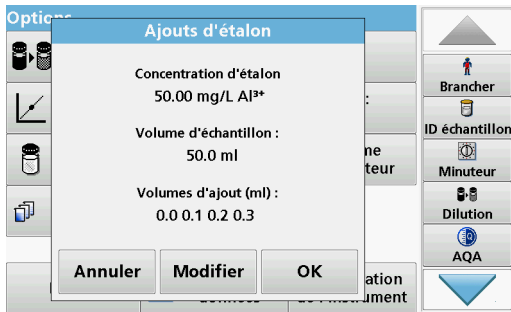 Options
Ajouts d'étalon
Concentration d'étalon
50.00 mg/L Al³⁺
Volume d'échantillon :
50.0 ml
Volumes d'ajout (ml) :
0.0 0.1 0.2 0.3
Annuler
Modifier
OK
Brancher
ID échantillon
Minuteur
Dilution
AQA